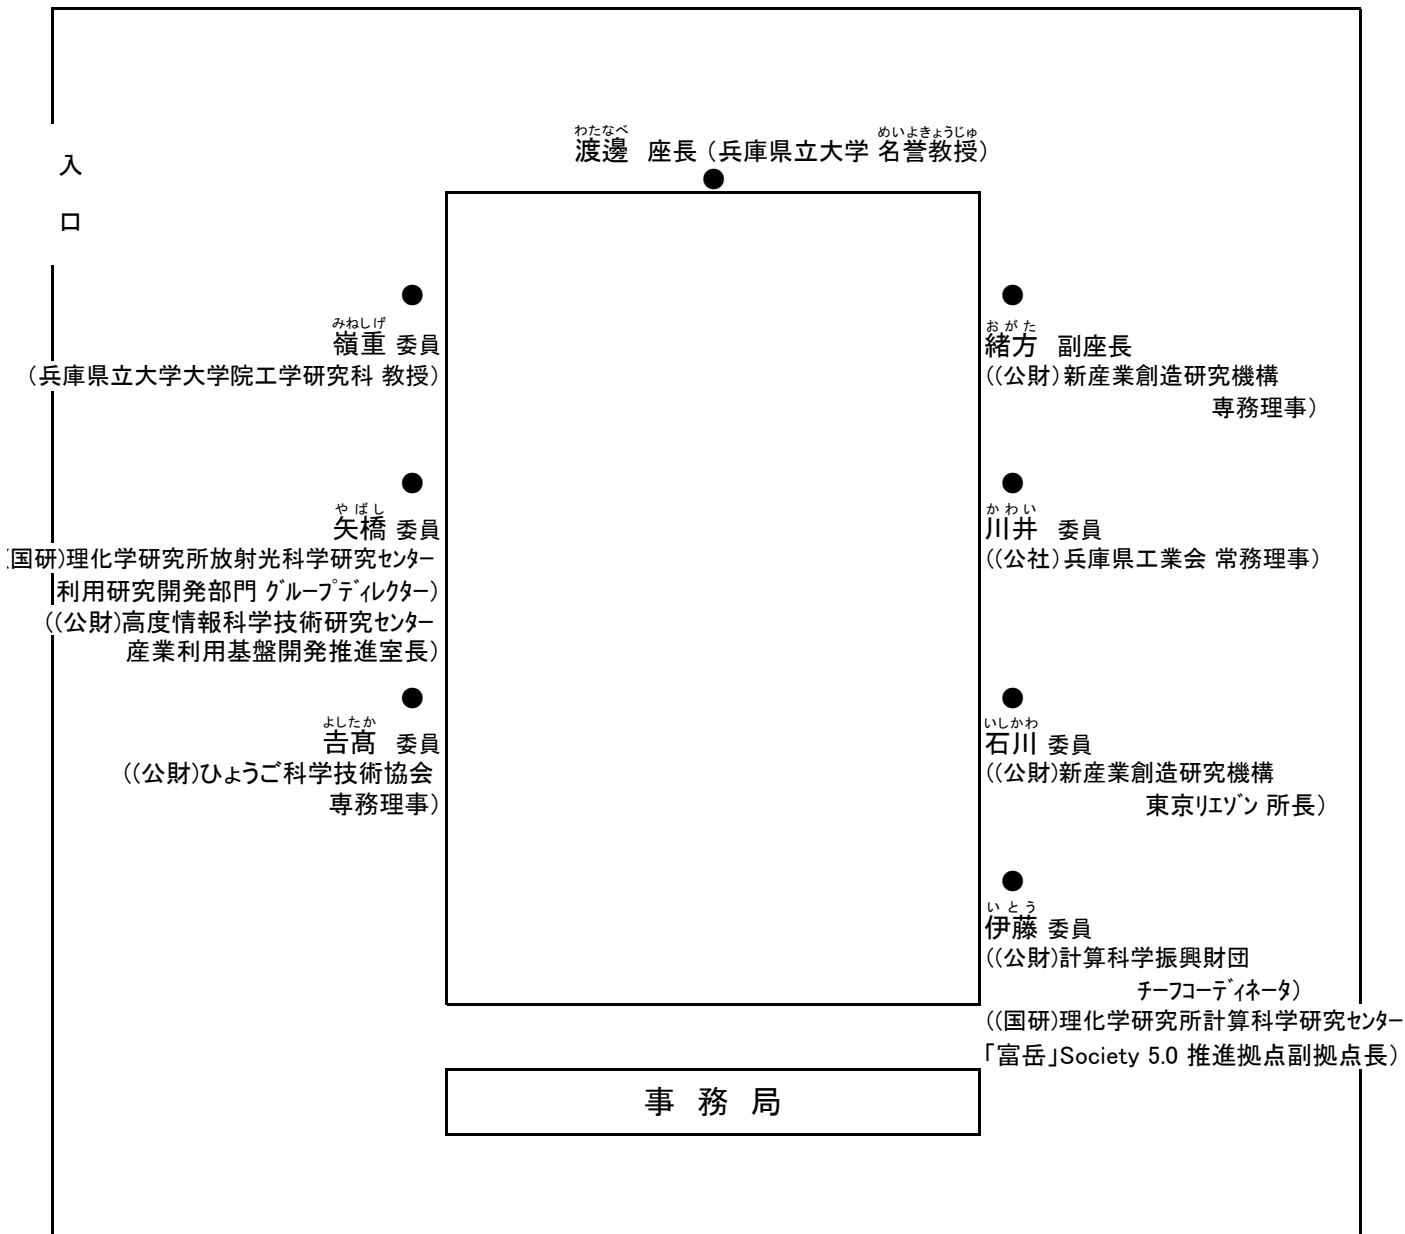 わたなべ
めいよきょうじゅ
渡邊 座長（兵庫県立大学 名誉教授）
入
口
みねしげ
嶺重 委員
（兵庫県立大学大学院工学研究科 教授）
おがた
緒方 副座長
((公財)新産業創造研究機構
専務理事）
やばし
矢橋 委員
(国研)理化学研究所放射光科学研究ｾﾝﾀｰ
利用研究開発部門 ｸﾞﾙｰﾌﾟﾃﾞｨﾚｸﾀｰ）
((公財)高度情報科学技術研究ｾﾝﾀｰ
産業利用基盤開発推進室長）
かわい
川井 委員
((公社)兵庫県工業会 常務理事）
よしたか
𠮷髙 委員
((公財)ひょうご科学技術協会
専務理事）
いしかわ
石川 委員
((公財)新産業創造研究機構
東京ﾘｴｿﾞﾝ 所長）
いとう
伊藤 委員
((公財)計算科学振興財団
ﾁｰﾌｺｰﾃﾞｨﾈｰﾀ）
((国研)理化学研究所計算科学研究ｾﾝﾀｰ
「富岳」Society 5.0 推進拠点副拠点長）
事 務 局